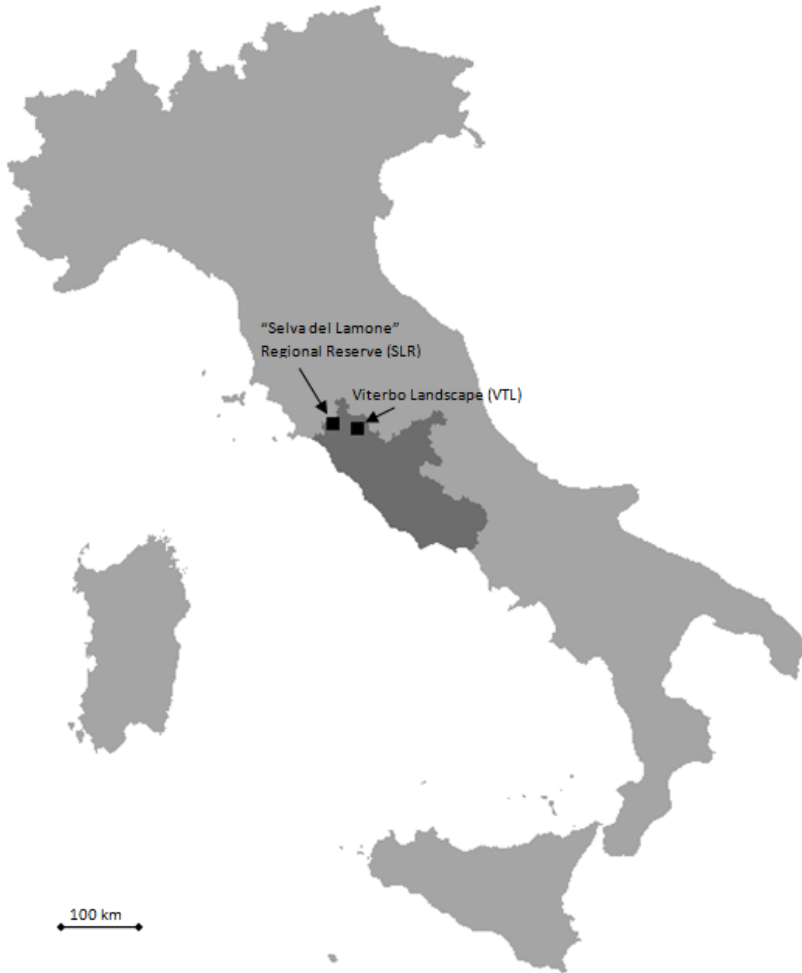 “Selva del Lamone”
Regional Reserve (SLR)
Viterbo Landscape (VTL)
100 km